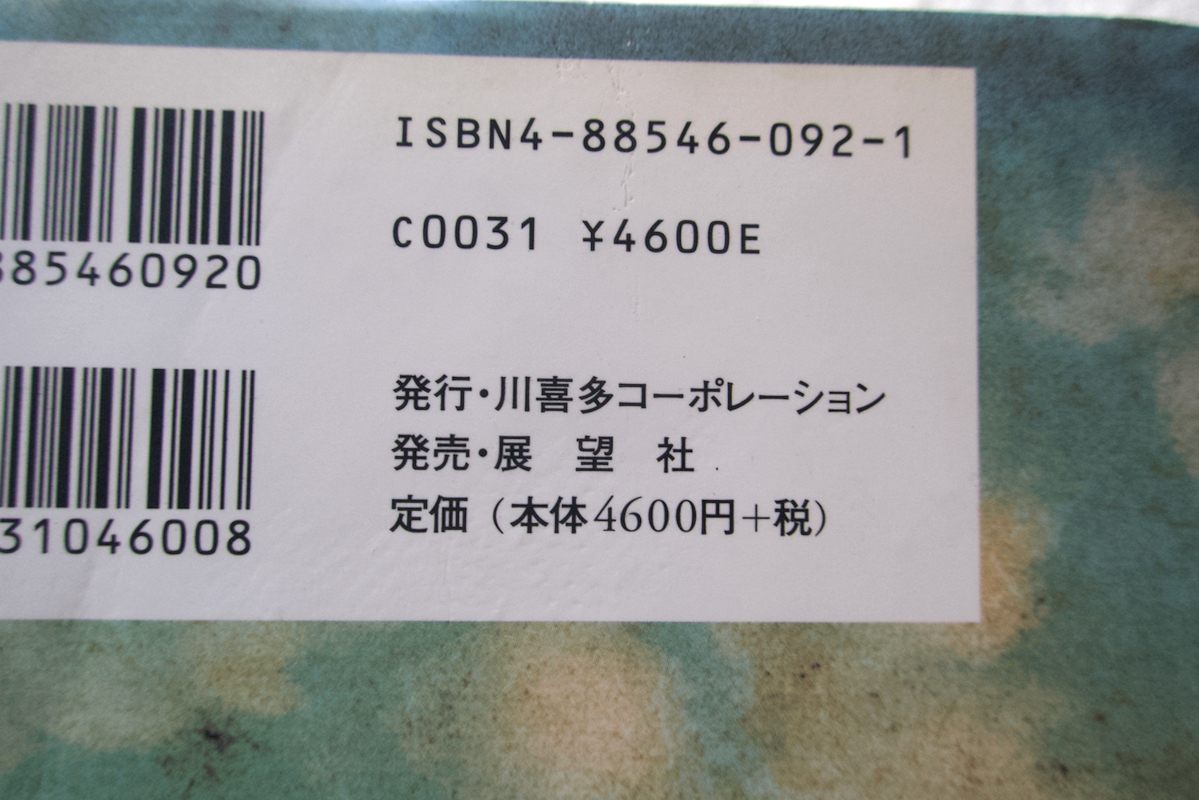 ISBN4-88546-092-1
C0031 ¥4600E
885460920
31046008
発行・川喜多コーポレーション
発売・展 望 社
定価（本体4600円＋税）